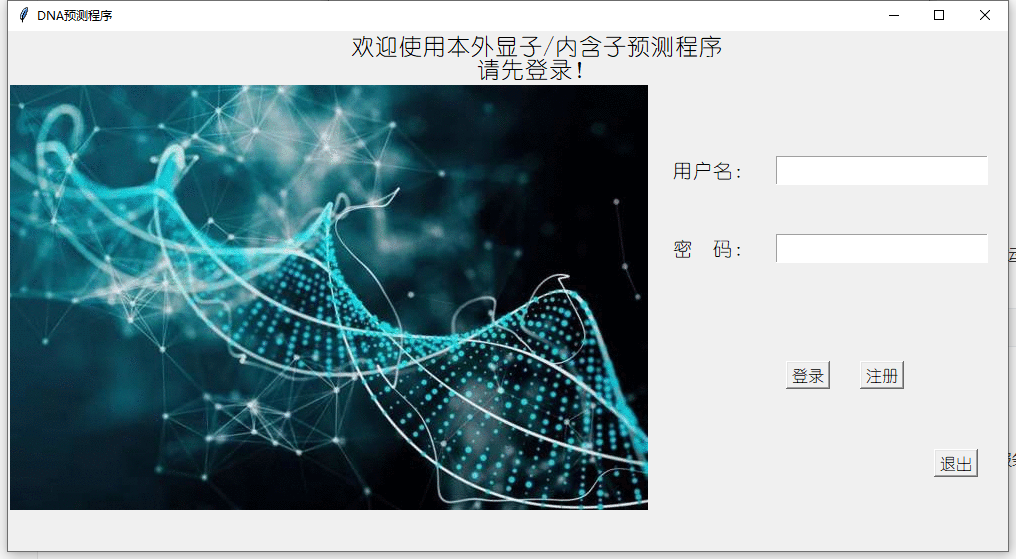 DNA预测程序
欢迎使用本外显子/内含子预测程序
请先登录！
用户名：
密 码：
登录 注册
退出